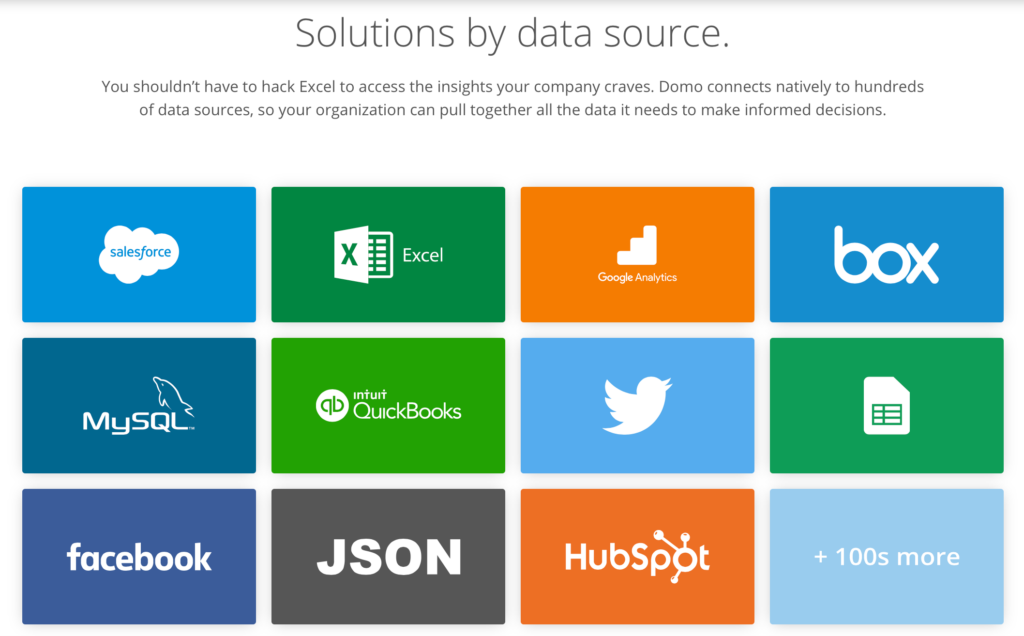 Solutions by data source.
You shouldn’t have to hack Excel to access the insights your company craves. Domo connects natively to hundreds
of data sources, so your organization can pull together all the data it needs to make informed decisions.
salesforce
X
Excel
Google Analytics
box
MySQL™
qb
intuit
QuickBooks
facebook
JSON
HubSpot
+ 100s more